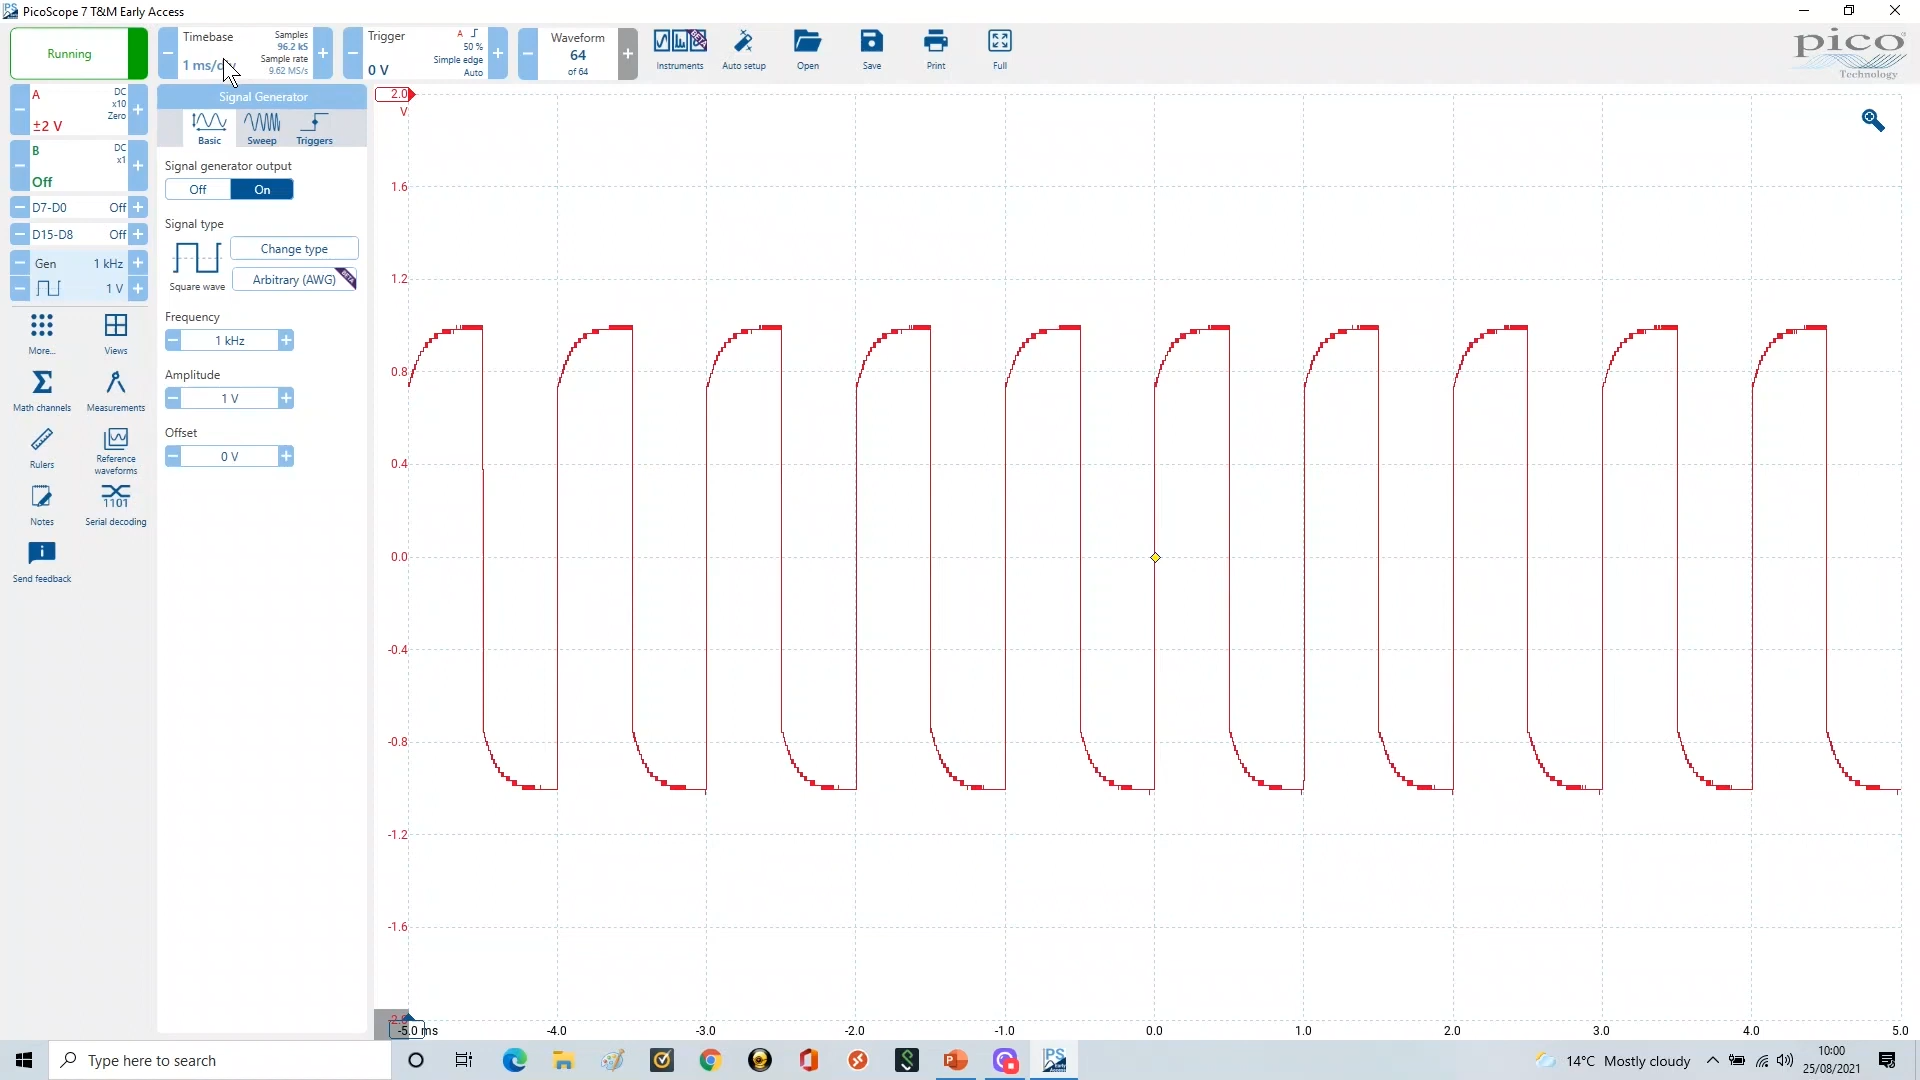 PicoScope 7 T&M Early Access
Running
Timebase
1 ms/d
Samples
96.2 kS
Sample rate
9.62 MS/s
Trigger
0 V
A
50 %
Simple edge
Auto
Waveform
64
of 64
Instruments
BETA
Auto setup
Open
Save
Print
Full
pico
Technology
A
DC
x10
Zero
±2 V
B
DC
x1
Off
D7-D0 Off
D15-D8 Off
Gen 1 kHz
1 V
More...
Views
Math channels
Measurements
Rulers
Reference
waveforms
Notes
1101
Serial decoding
Send feedback
Signal Generator
Basic
Sweep
Triggers
Signal generator output
Off
On
Signal type
Square wave
Change type
Arbitrary (AWG)
BETA
Frequency
1 kHz
Amplitude
1 V
Offset
0 V
2.0
V
1.6
1.2
0.8
0.4
0.0
-0.4
-0.8
-1.2
-1.6
-5.0 ms
-4.0
-3.0
-2.0
-1.0
0.0
1.0
2.0
3.0
4.0
5.0
Type here to search
14°C Mostly cloudy
10:00
25/08/2021